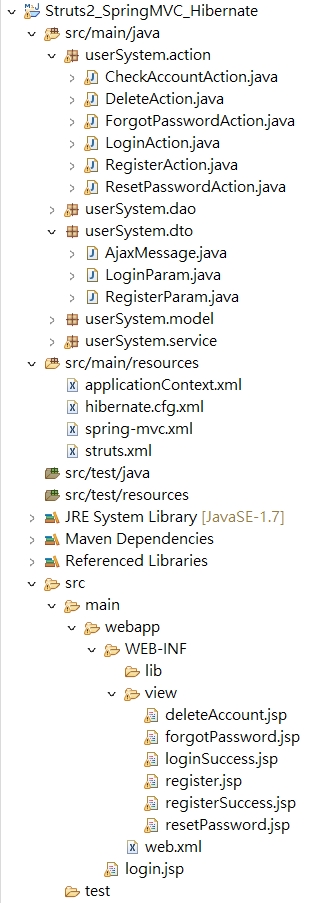 Struts2_SpringMVC_Hibernate
src/main/java
userSystem.action
CheckAccountAction.java
DeleteAction.java
ForgotPasswordAction.java
LoginAction.java
RegisterAction.java
ResetPasswordAction.java
userSystem.dao
userSystem.dto
AjaxMessage.java
LoginParam.java
RegisterParam.java
userSystem.model
userSystem.service
src/main/resources
applicationContext.xml
hibernate.cfg.xml
spring-mvc.xml
struts.xml
src/test/java
src/test/resources
JRE System Library [JavaSE-1.7]
Maven Dependencies
Referenced Libraries
src
main
webapp
WEB-INF
lib
view
deleteAccount.jsp
forgotPassword.jsp
loginSuccess.jsp
register.jsp
registerSuccess.jsp
resetPassword.jsp
web.xml
login.jsp
test